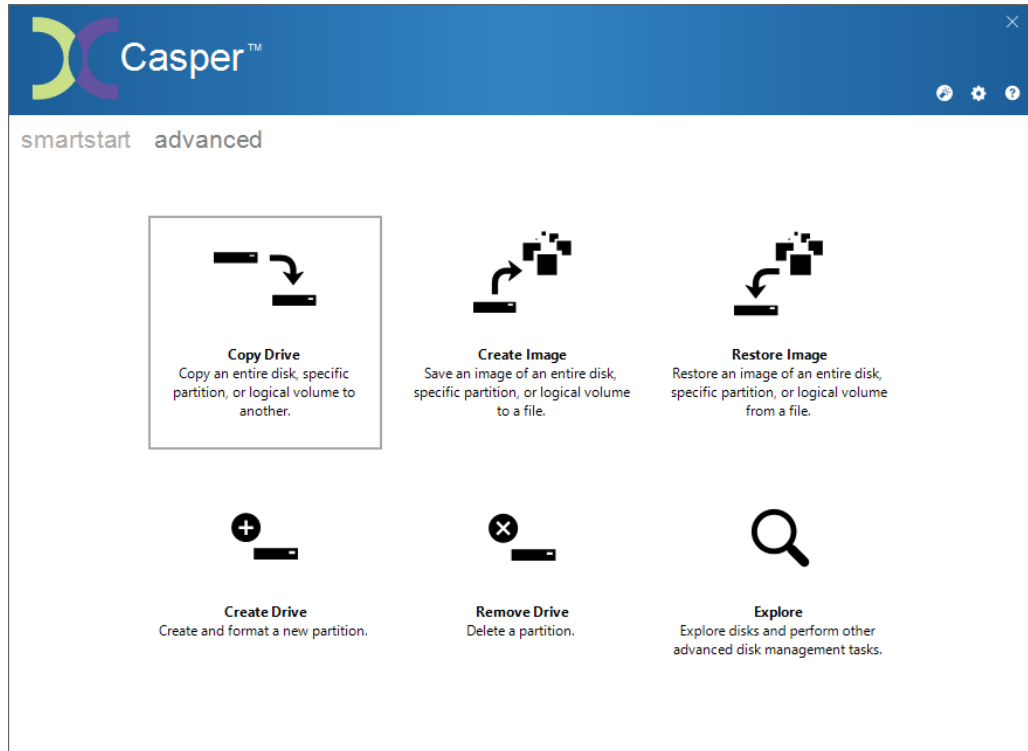 Casper™
smartstart advanced
Copy Drive
Copy an entire disk, specific
partition, or logical volume to
another.
Create Image
Save an image of an entire disk,
specific partition, or logical volume
to a file.
Restore Image
Restore an image of an entire disk,
specific partition, or logical volume
from a file.
Create Drive
Create and format a new partition.
Remove Drive
Delete a partition.
Explore
Explore disks and perform other
advanced disk management tasks.